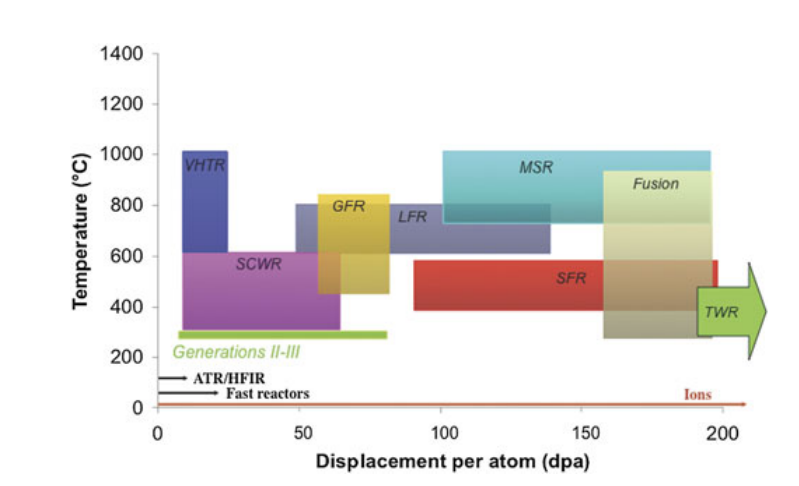 1400
1200
1000
800
600
400
200
0
Temperature (°C)
VHTR
MSR
Fusion
GFR
LFR
SCWR
SFR
TWR
Generations II-III
ATR/HFIR
Fast reactors
Ions
0
50
100
150
200
Displacement per atom (dpa)